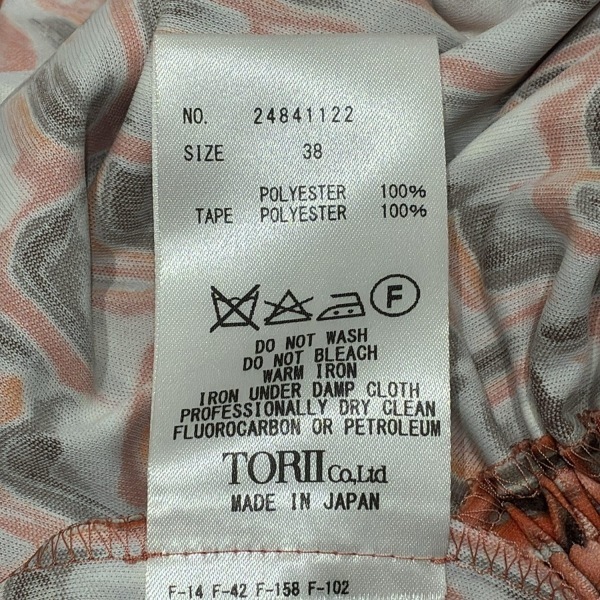 NO. 24841122
SIZE 38
POLYESTER 100%
TAPE POLYESTER 100%
F
DO NOT WASH
DO NOT BLEACH
WARM IRON
IRON UNDER DAMP CLOTH
PROFESSIONALLY DRY CLEAN
FLUOROCARBON OR PETROLEUM
TORII Co,Ltd
MADE IN JAPAN
F-14 F-42 F-158 F-102